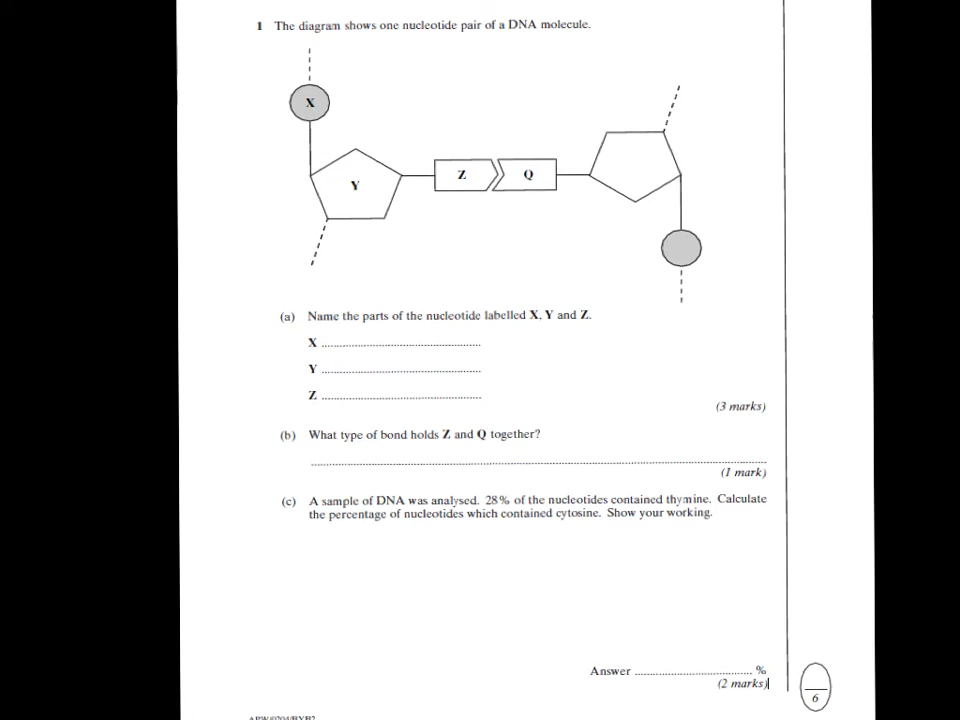 1 The diagram shows one nucleotide pair of a DNA molecule.
X
Y
Z
Q
(a) Name the parts of the nucleotide labelled X, Y and Z.
X ................................................
Y ................................................
Z ................................................
(3 marks)
(b) What type of bond holds Z and Q together?
................................................
(1 mark)
(c) A sample of DNA was analysed. 28% of the nucleotides contained thymine. Calculate
the percentage of nucleotides which contained cytosine. Show your working.
Answer .................................... %
(2 marks)
6